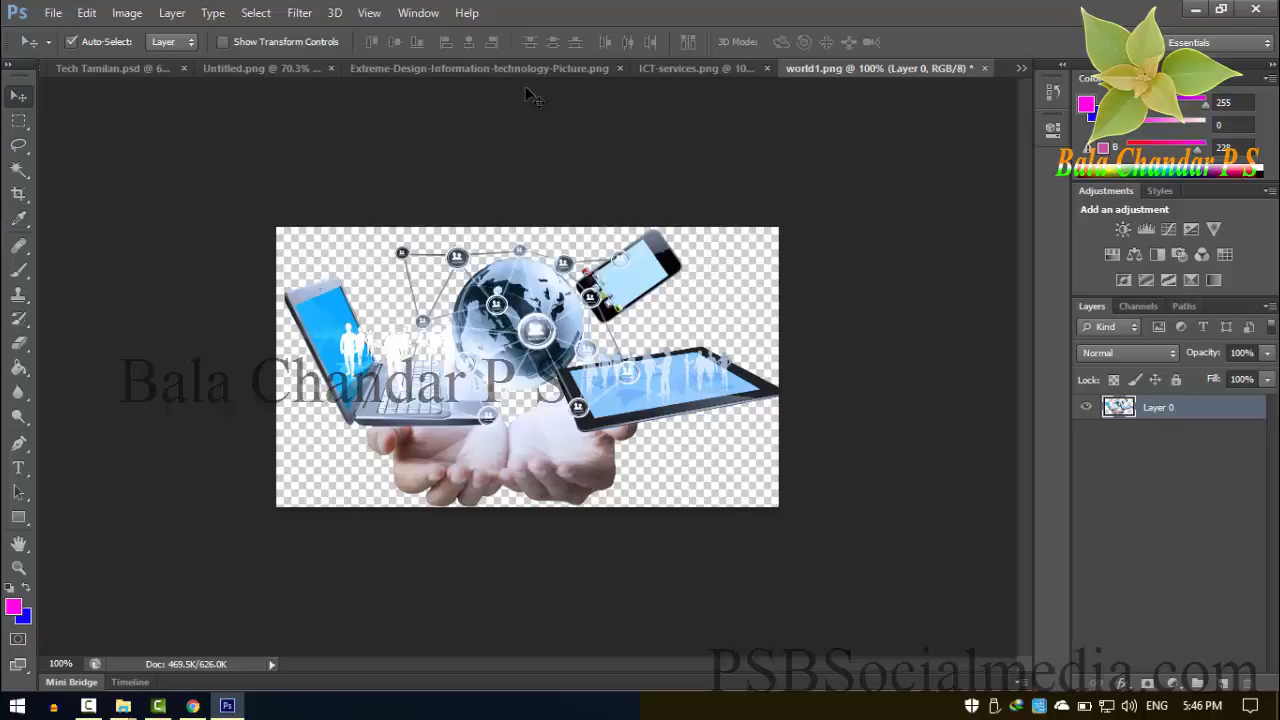 Ps File Edit Image Layer Type Select Filter 3D View Window Help
Auto-Select: Layer Show Transform Controls 3D Mode: Essentials
Tech Tamilan.psd @ 6... × Untitled.png @ 70.3% ... × Extreme-Design-Information-technology-Picture.png × ICT-services.png @ 10... × world1.png @ 100% (Layer 0, RGB/8) * ×
255
0
B 228
Bala Chandar P S
Adjustments Styles
Add an adjustment
Layers Channels Paths
Kind
Normal Opacity: 100%
Lock: Fill: 100%
Layer 0
Bala Chandar P S
100% Doc: 469.5K/626.0K
PSBSocialmedia.com
Mini Bridge Timeline
Ps ENG 5:46 PM